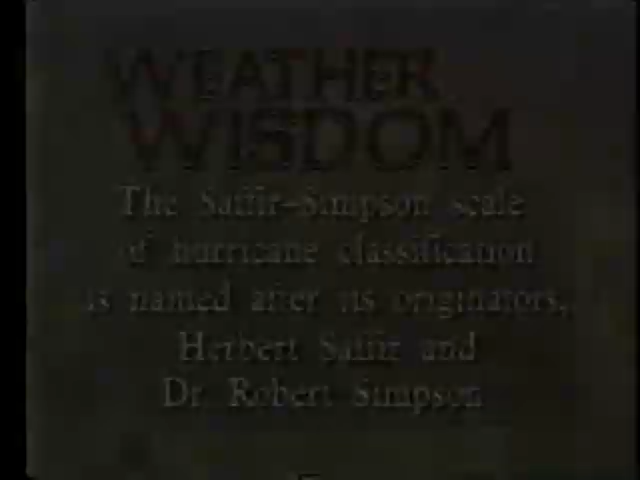 WEATHER
WISDOM
The Saffir-Simpson scale
of hurricane classification
is named after its originators,
Herbert Saffir and
Dr. Robert Simpson